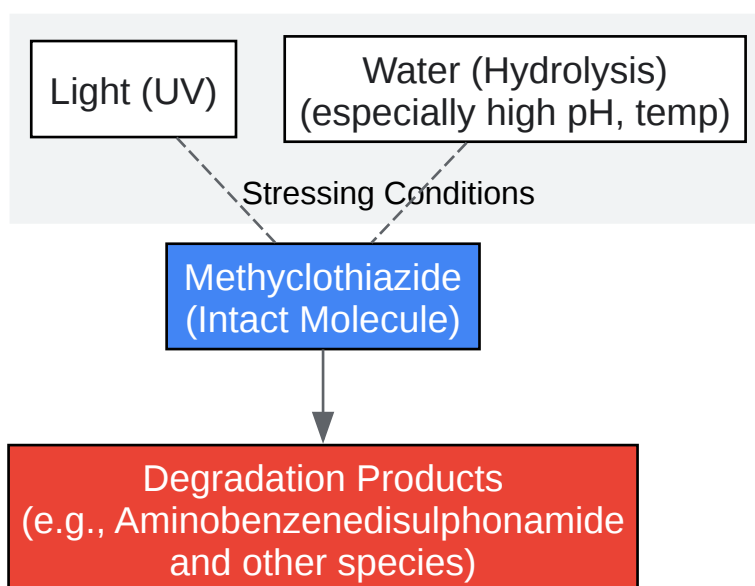 Light (UV)
Water (Hydrolysis)
(especially high pH, temp)
Stressing Conditions
Methyclothiazide
(Intact Molecule)
Degradation Products
(e.g., Aminobenzenedisulphonamide
and other species)